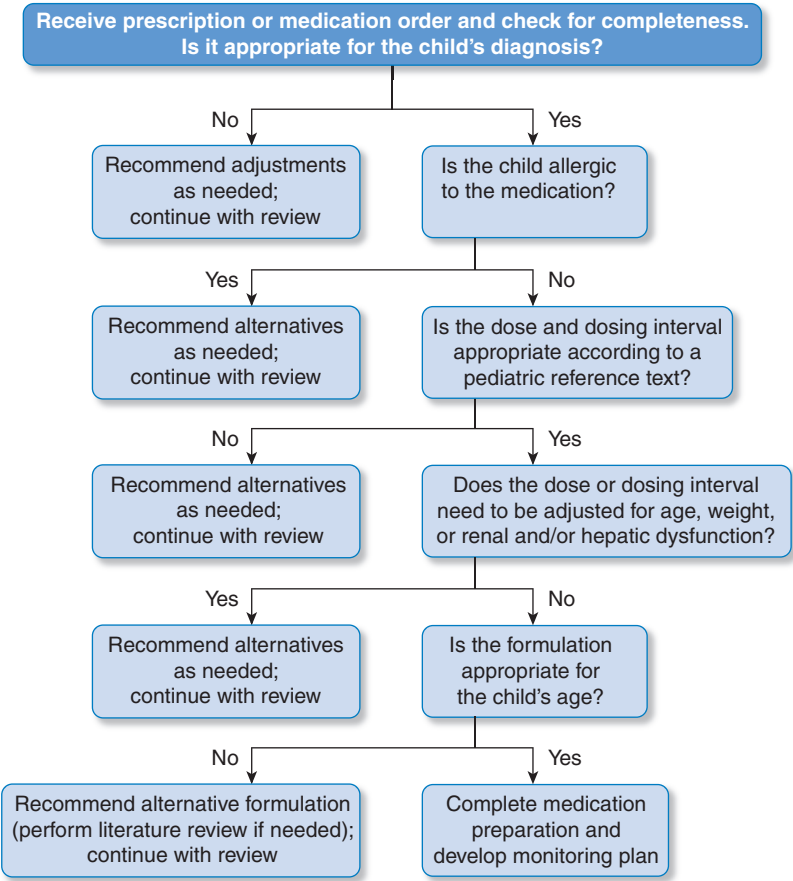 Receive prescription or medication order and check for completeness.
Is it appropriate for the child's diagnosis?
No
Yes
Recommend adjustments
as needed;
continue with review
Is the child allergic
to the medication?
Yes
No
Recommend alternatives
as needed;
continue with review
Is the dose and dosing interval
appropriate according to a
pediatric reference text?
No
Yes
Recommend alternatives
as needed;
continue with review
Does the dose or dosing interval
need to be adjusted for age, weight,
or renal and/or hepatic dysfunction?
Yes
No
Recommend alternatives
as needed;
continue with review
Is the formulation
appropriate for
the child's age?
No
Yes
Recommend alternative formulation
(perform literature review if needed);
continue with review
Complete medication
preparation and
develop monitoring plan